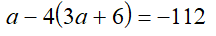 a − 4(3a + 6) = −112